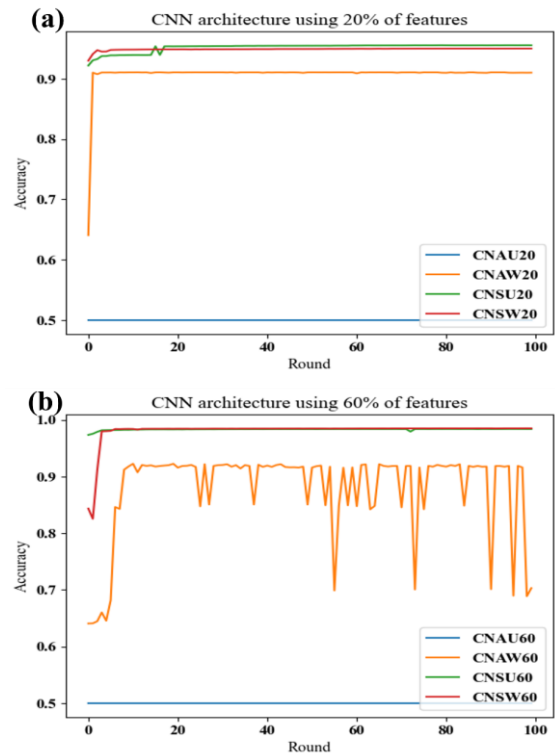 (a)
CNN architecture using 20% of features
Accuracy
0.9
0.8
0.7
0.6
0.5
CNAU20
CNAW20
CNSU20
CNSW20
0 20 40 60 80 100
Round
(b)
CNN architecture using 60% of features
Accuracy
1.0
0.9
0.8
0.7
0.6
0.5
CNAU60
CNAW60
CNSU60
CNSW60
0 20 40 60 80 100
Round